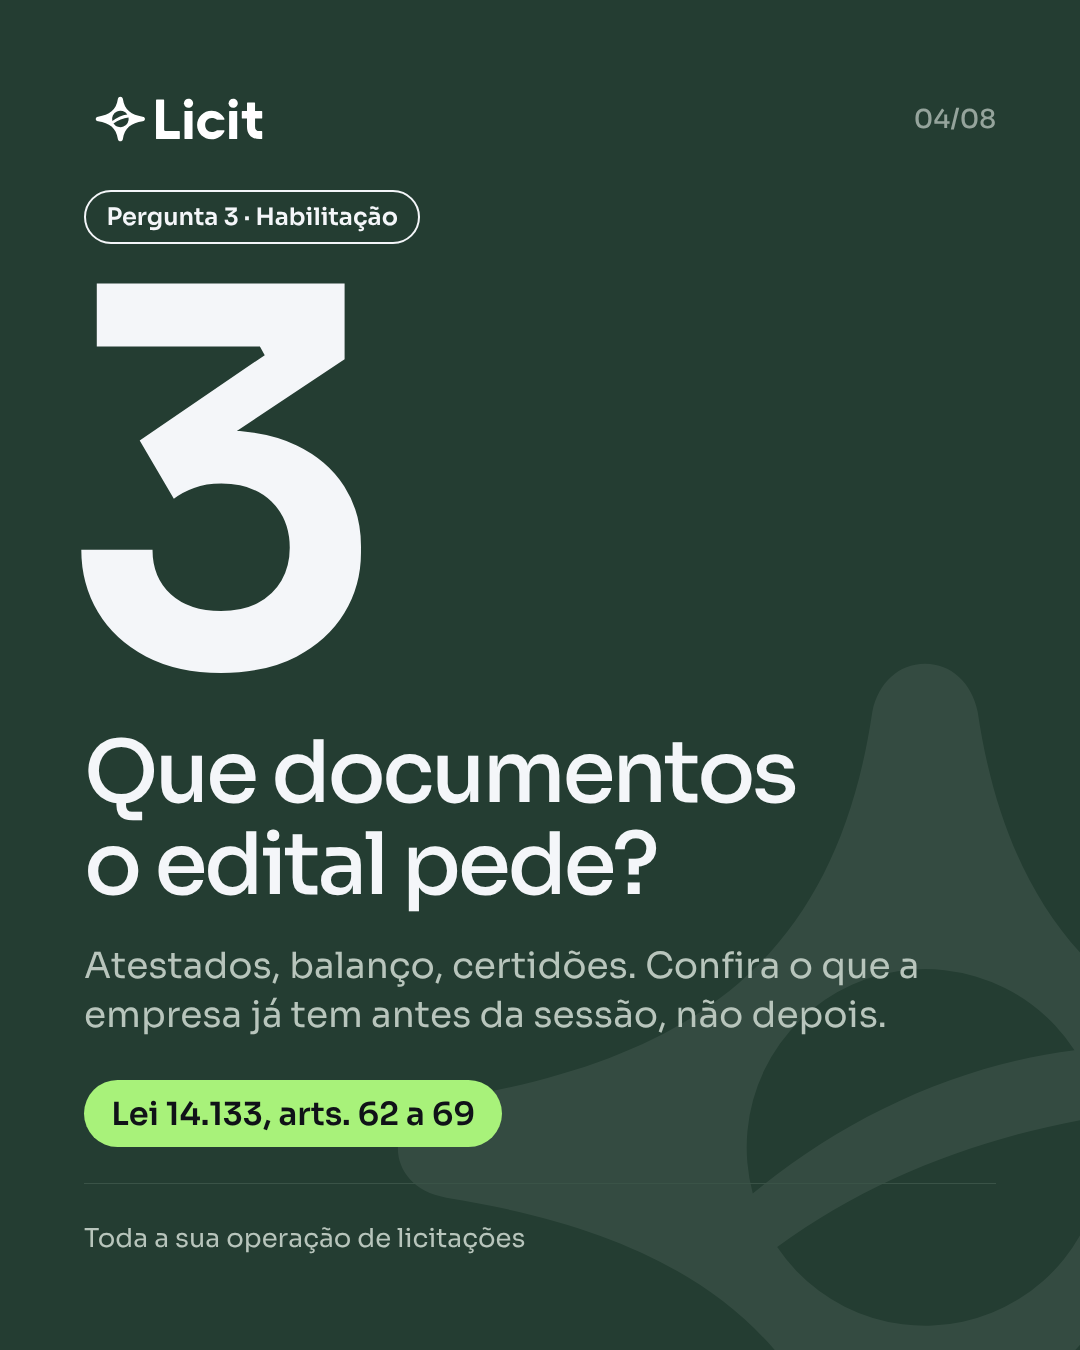 Licit
04/08
Pergunta 3 · Habilitação
3
Que documentos
o edital pede?
Atestados, balanço, certidões. Confira o que a
empresa já tem antes da sessão, não depois.
Lei 14.133, arts. 62 a 69
Toda a sua operação de licitações